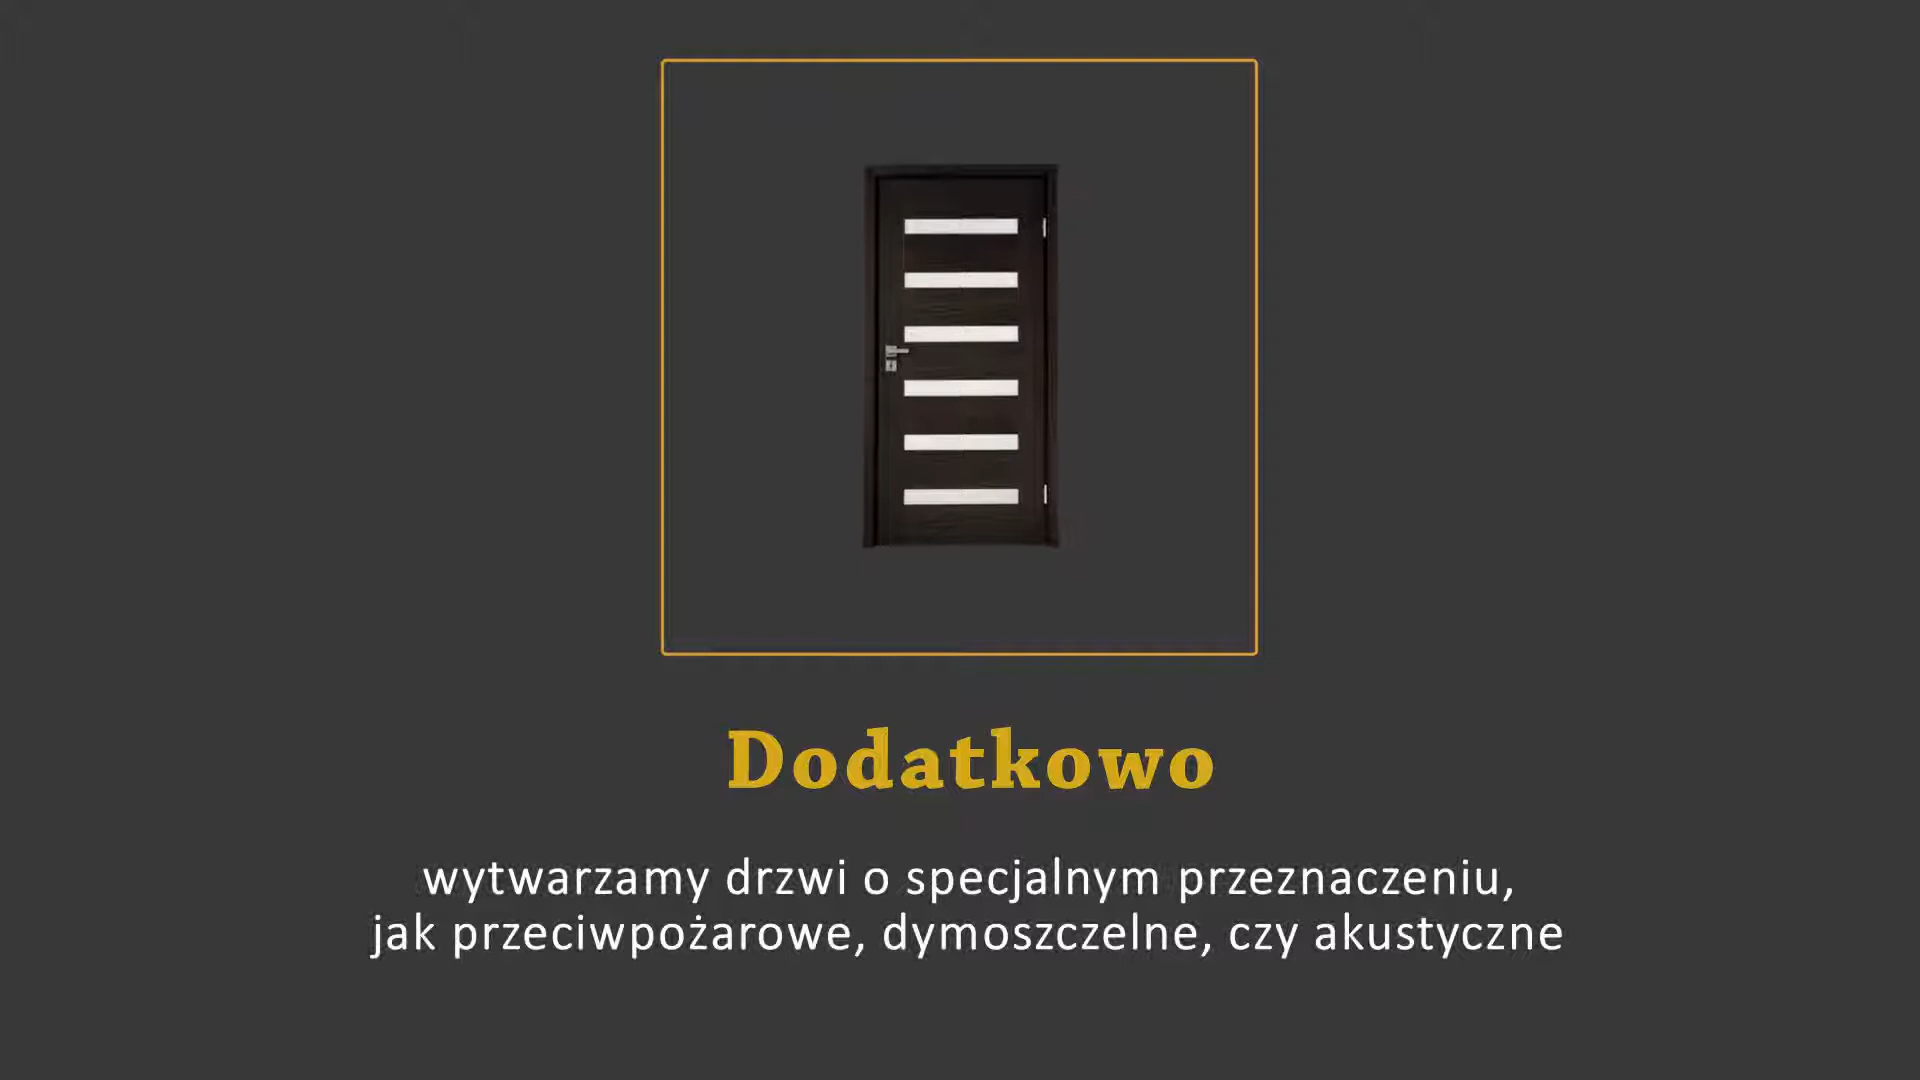 Dodatkowo
wytwarzamy drzwi o specjalnym przeznaczeniu,
jak przeciwpożarowe, dymoszczelne, czy akustyczne